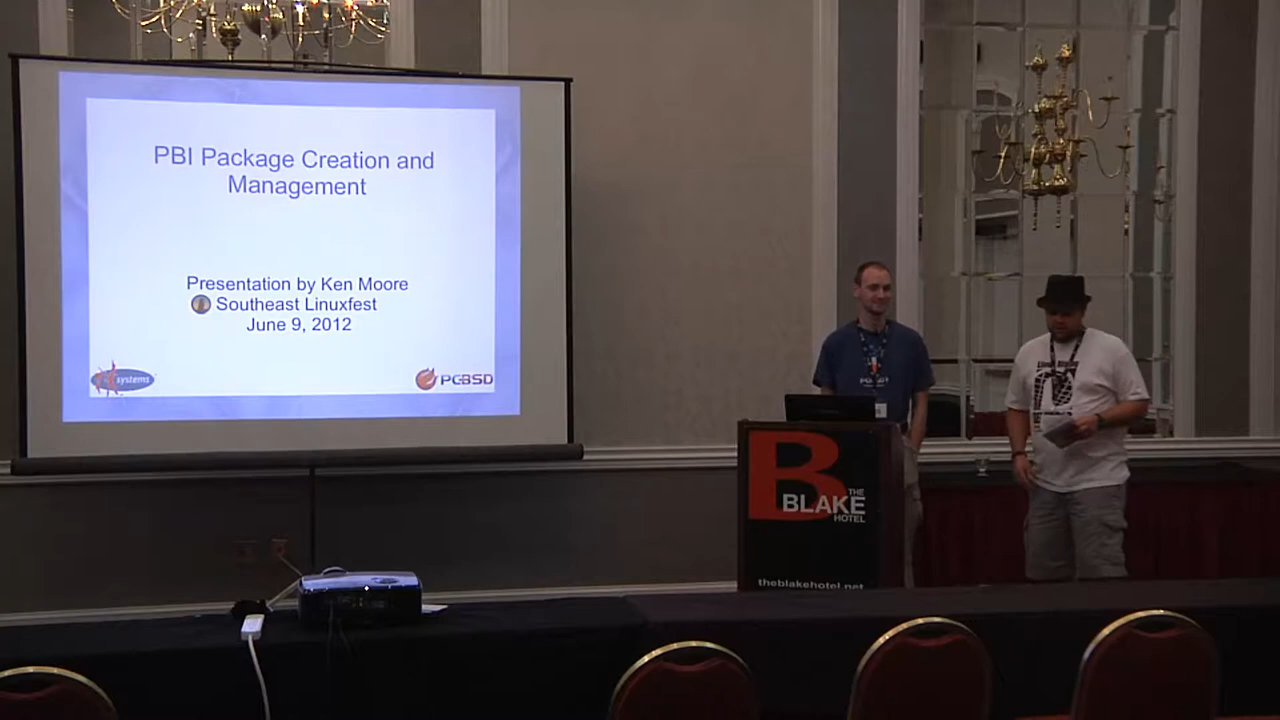 PBI Package Creation and
Management
Presentation by Ken Moore
Southeast Linuxfest
June 9, 2012
systems
PCBSD
B
THE
BLAKE
HOTEL
theblakehotel.net